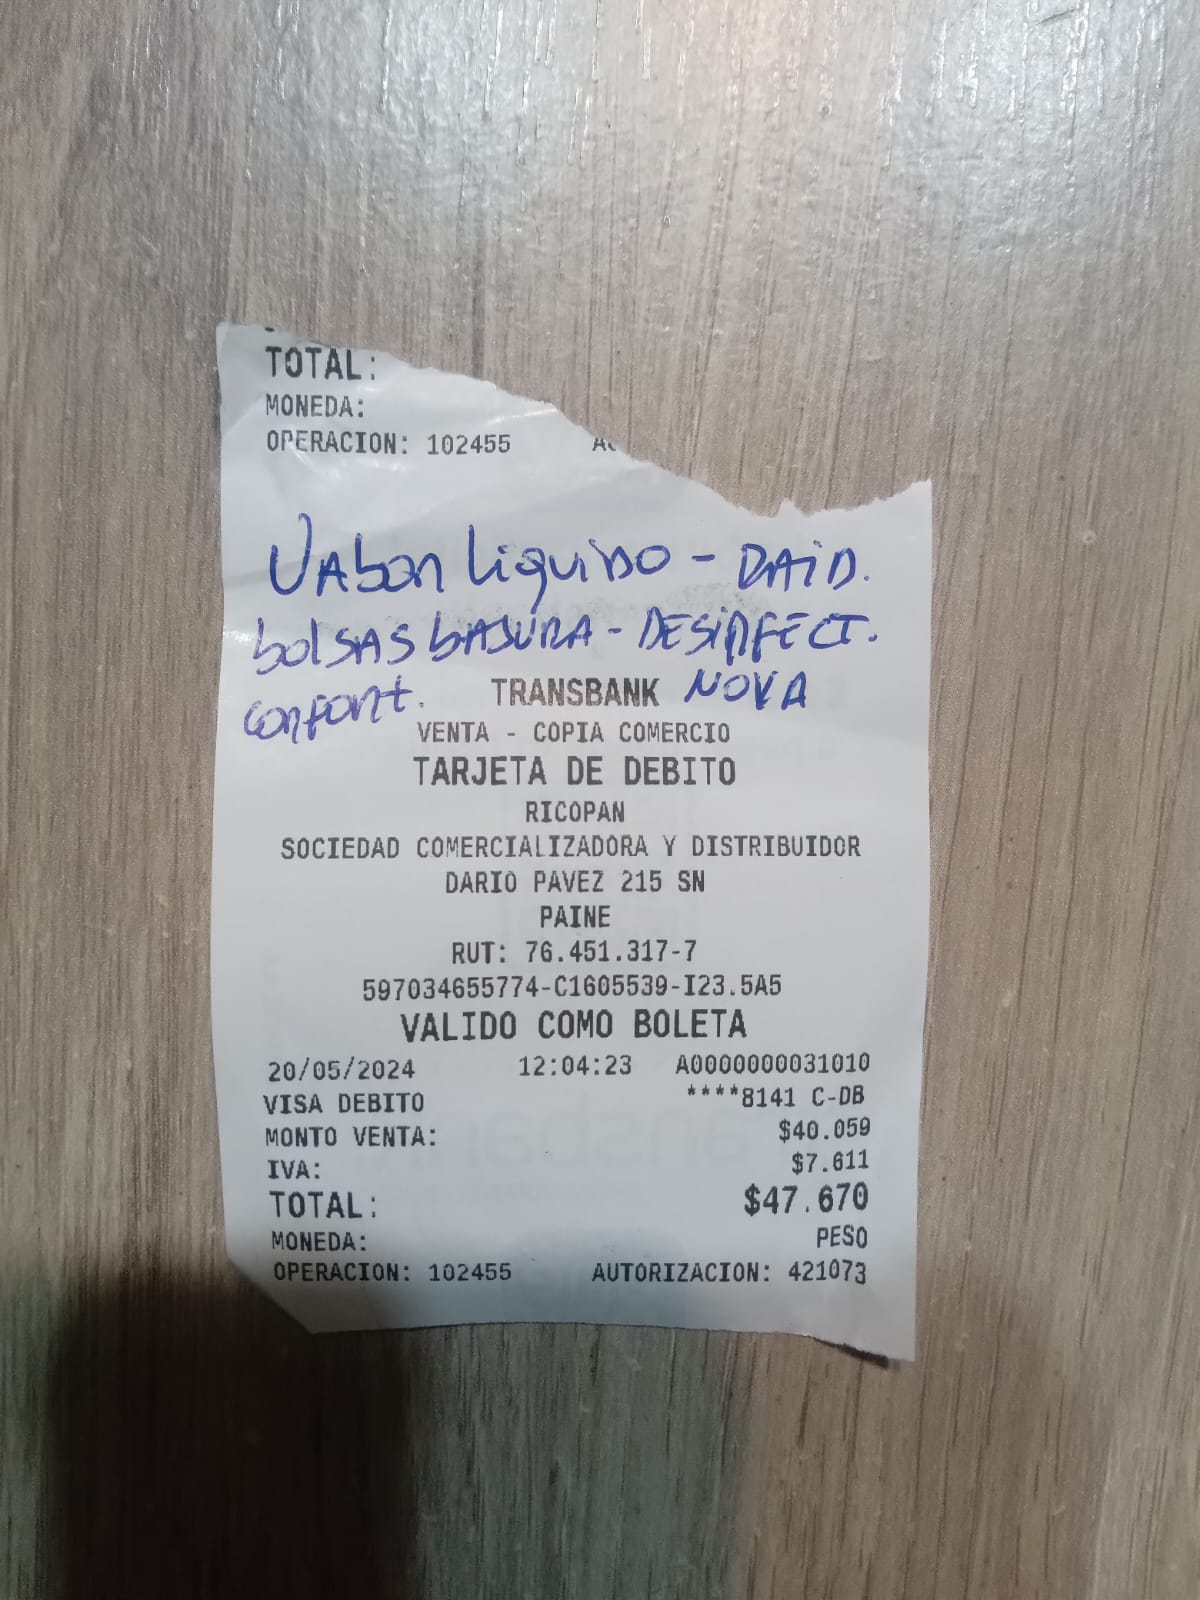 TOTAL:
MONEDA:
OPERACION: 102455
Jabon Liquido - RAID.
bolsas basura - DESINFECT.
confort. NOVA
TRANSBANK
VENTA - COPIA COMERCIO
TARJETA DE DEBITO
RICOPAN
SOCIEDAD COMERCIALIZADORA Y DISTRIBUIDOR
DARIO PAVEZ 215 SN
PAINE
RUT: 76.451.317-7
597034655774-C1605539-I23.5A5
VALIDO COMO BOLETA
20/05/2024 12:04:23 A0000000031010
VISA DEBITO ****8141 C-DB
MONTO VENTA: $40.059
IVA: $7.611
TOTAL: $47.670
MONEDA: PESO
OPERACION: 102455 AUTORIZACION: 421073